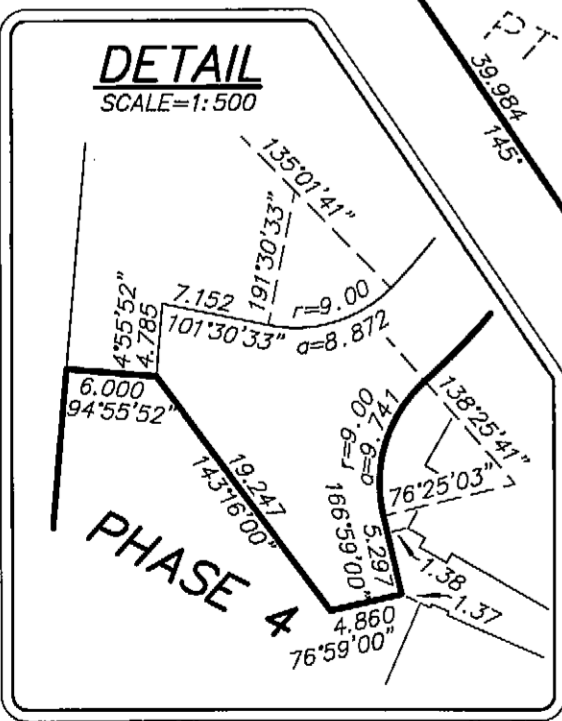 DETAIL
SCALE=1:500
PT
39.984
145°
135°01'41"
191°30'33"
7.152
101°30'33"
r=9.00
a=8.872
4°55'52"
4.785
6.000
94°55'52"
19.247
143°16'00"
r=9.00
a=9.741
138°25'41"
76°25'03"
166°59'00"
5.297
1.38
1.37
4.860
76°59'00"
PHASE 4